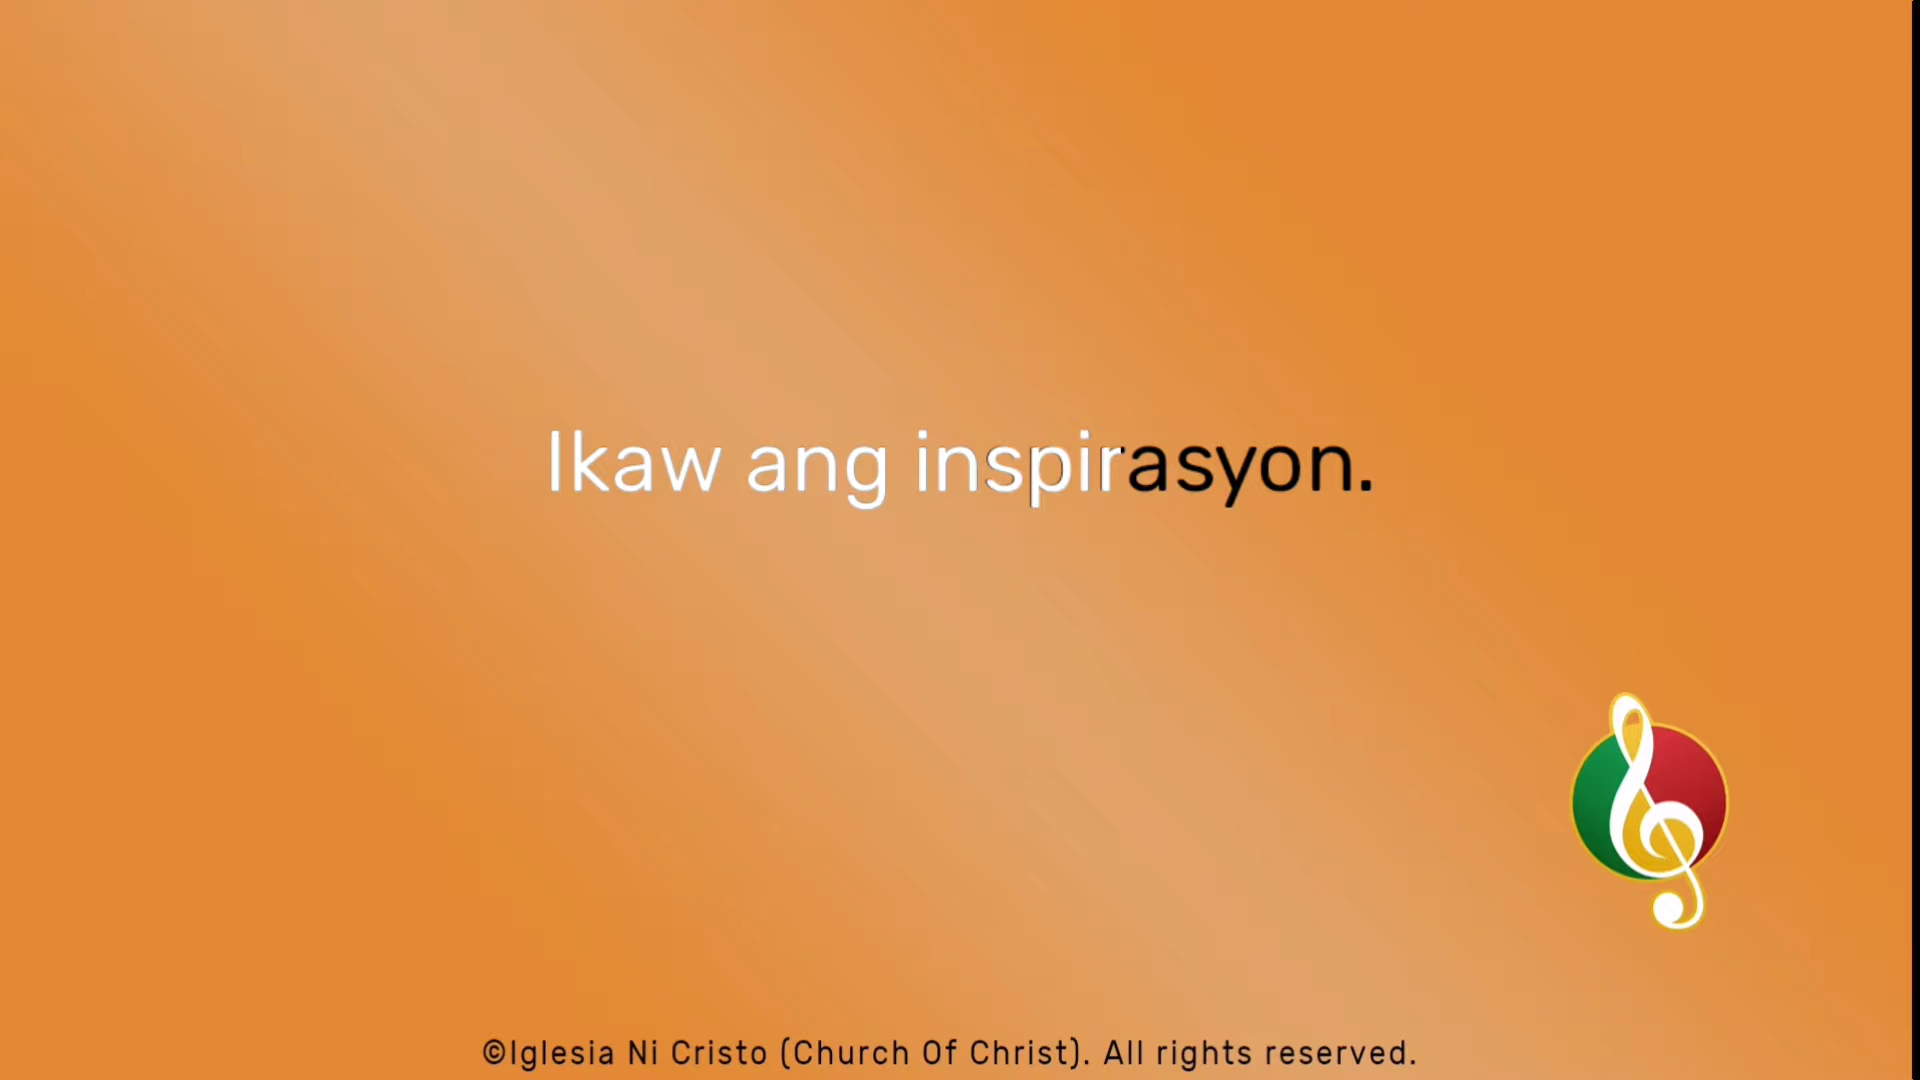 Ikaw ang inspirasyon.
©Iglesia Ni Cristo (Church Of Christ). All rights reserved.